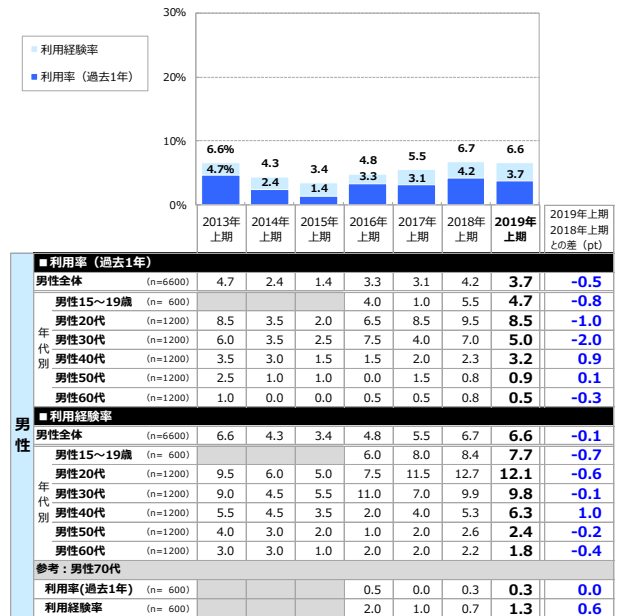 30%
利用経験率
利用率（過去1年）
20%
10%
6.6% 4.3 3.4 4.8 5.5 6.7 6.6
4.7% 2.4 1.4 3.3 3.1 4.2 3.7
0%
2013年上期 2014年上期 2015年上期 2016年上期 2017年上期 2018年上期 2019年上期 2019年上期2018年上期との差（pt）
男性
■利用率（過去1年）
男性全体 （n=6600） 4.7 2.4 1.4 3.3 3.1 4.2 3.7 -0.5
年代別
男性15～19歳 （n= 600） 4.0 1.0 5.5 4.7 -0.8
男性20代 （n=1200） 8.5 3.5 2.0 6.5 8.5 9.5 8.5 -1.0
男性30代 （n=1200） 6.0 3.5 2.5 7.5 4.0 7.0 5.0 -2.0
男性40代 （n=1200） 3.5 3.0 1.5 1.5 2.0 2.3 3.2 0.9
男性50代 （n=1200） 2.5 1.0 1.0 0.0 1.5 0.8 0.9 0.1
男性60代 （n=1200） 1.0 0.0 0.0 0.5 0.5 0.8 0.5 -0.3
■利用経験率
男性全体 （n=6600） 6.6 4.3 3.4 4.8 5.5 6.7 6.6 -0.1
年代別
男性15～19歳 （n= 600） 6.0 8.0 8.4 7.7 -0.7
男性20代 （n=1200） 9.5 6.0 5.0 7.5 11.5 12.7 12.1 -0.6
男性30代 （n=1200） 9.0 4.5 5.5 11.0 7.0 9.9 9.8 -0.1
男性40代 （n=1200） 5.5 4.5 3.5 2.0 4.0 5.3 6.3 1.0
男性50代 （n=1200） 4.0 3.0 2.0 1.0 2.0 2.6 2.4 -0.2
男性60代 （n=1200） 3.0 3.0 1.0 2.0 2.0 2.2 1.8 -0.4
参考：男性70代
利用率(過去1年) （n= 600） 0.5 0.0 0.3 0.3 0.0
利用経験率 （n= 600） 2.0 1.0 0.7 1.3 0.6